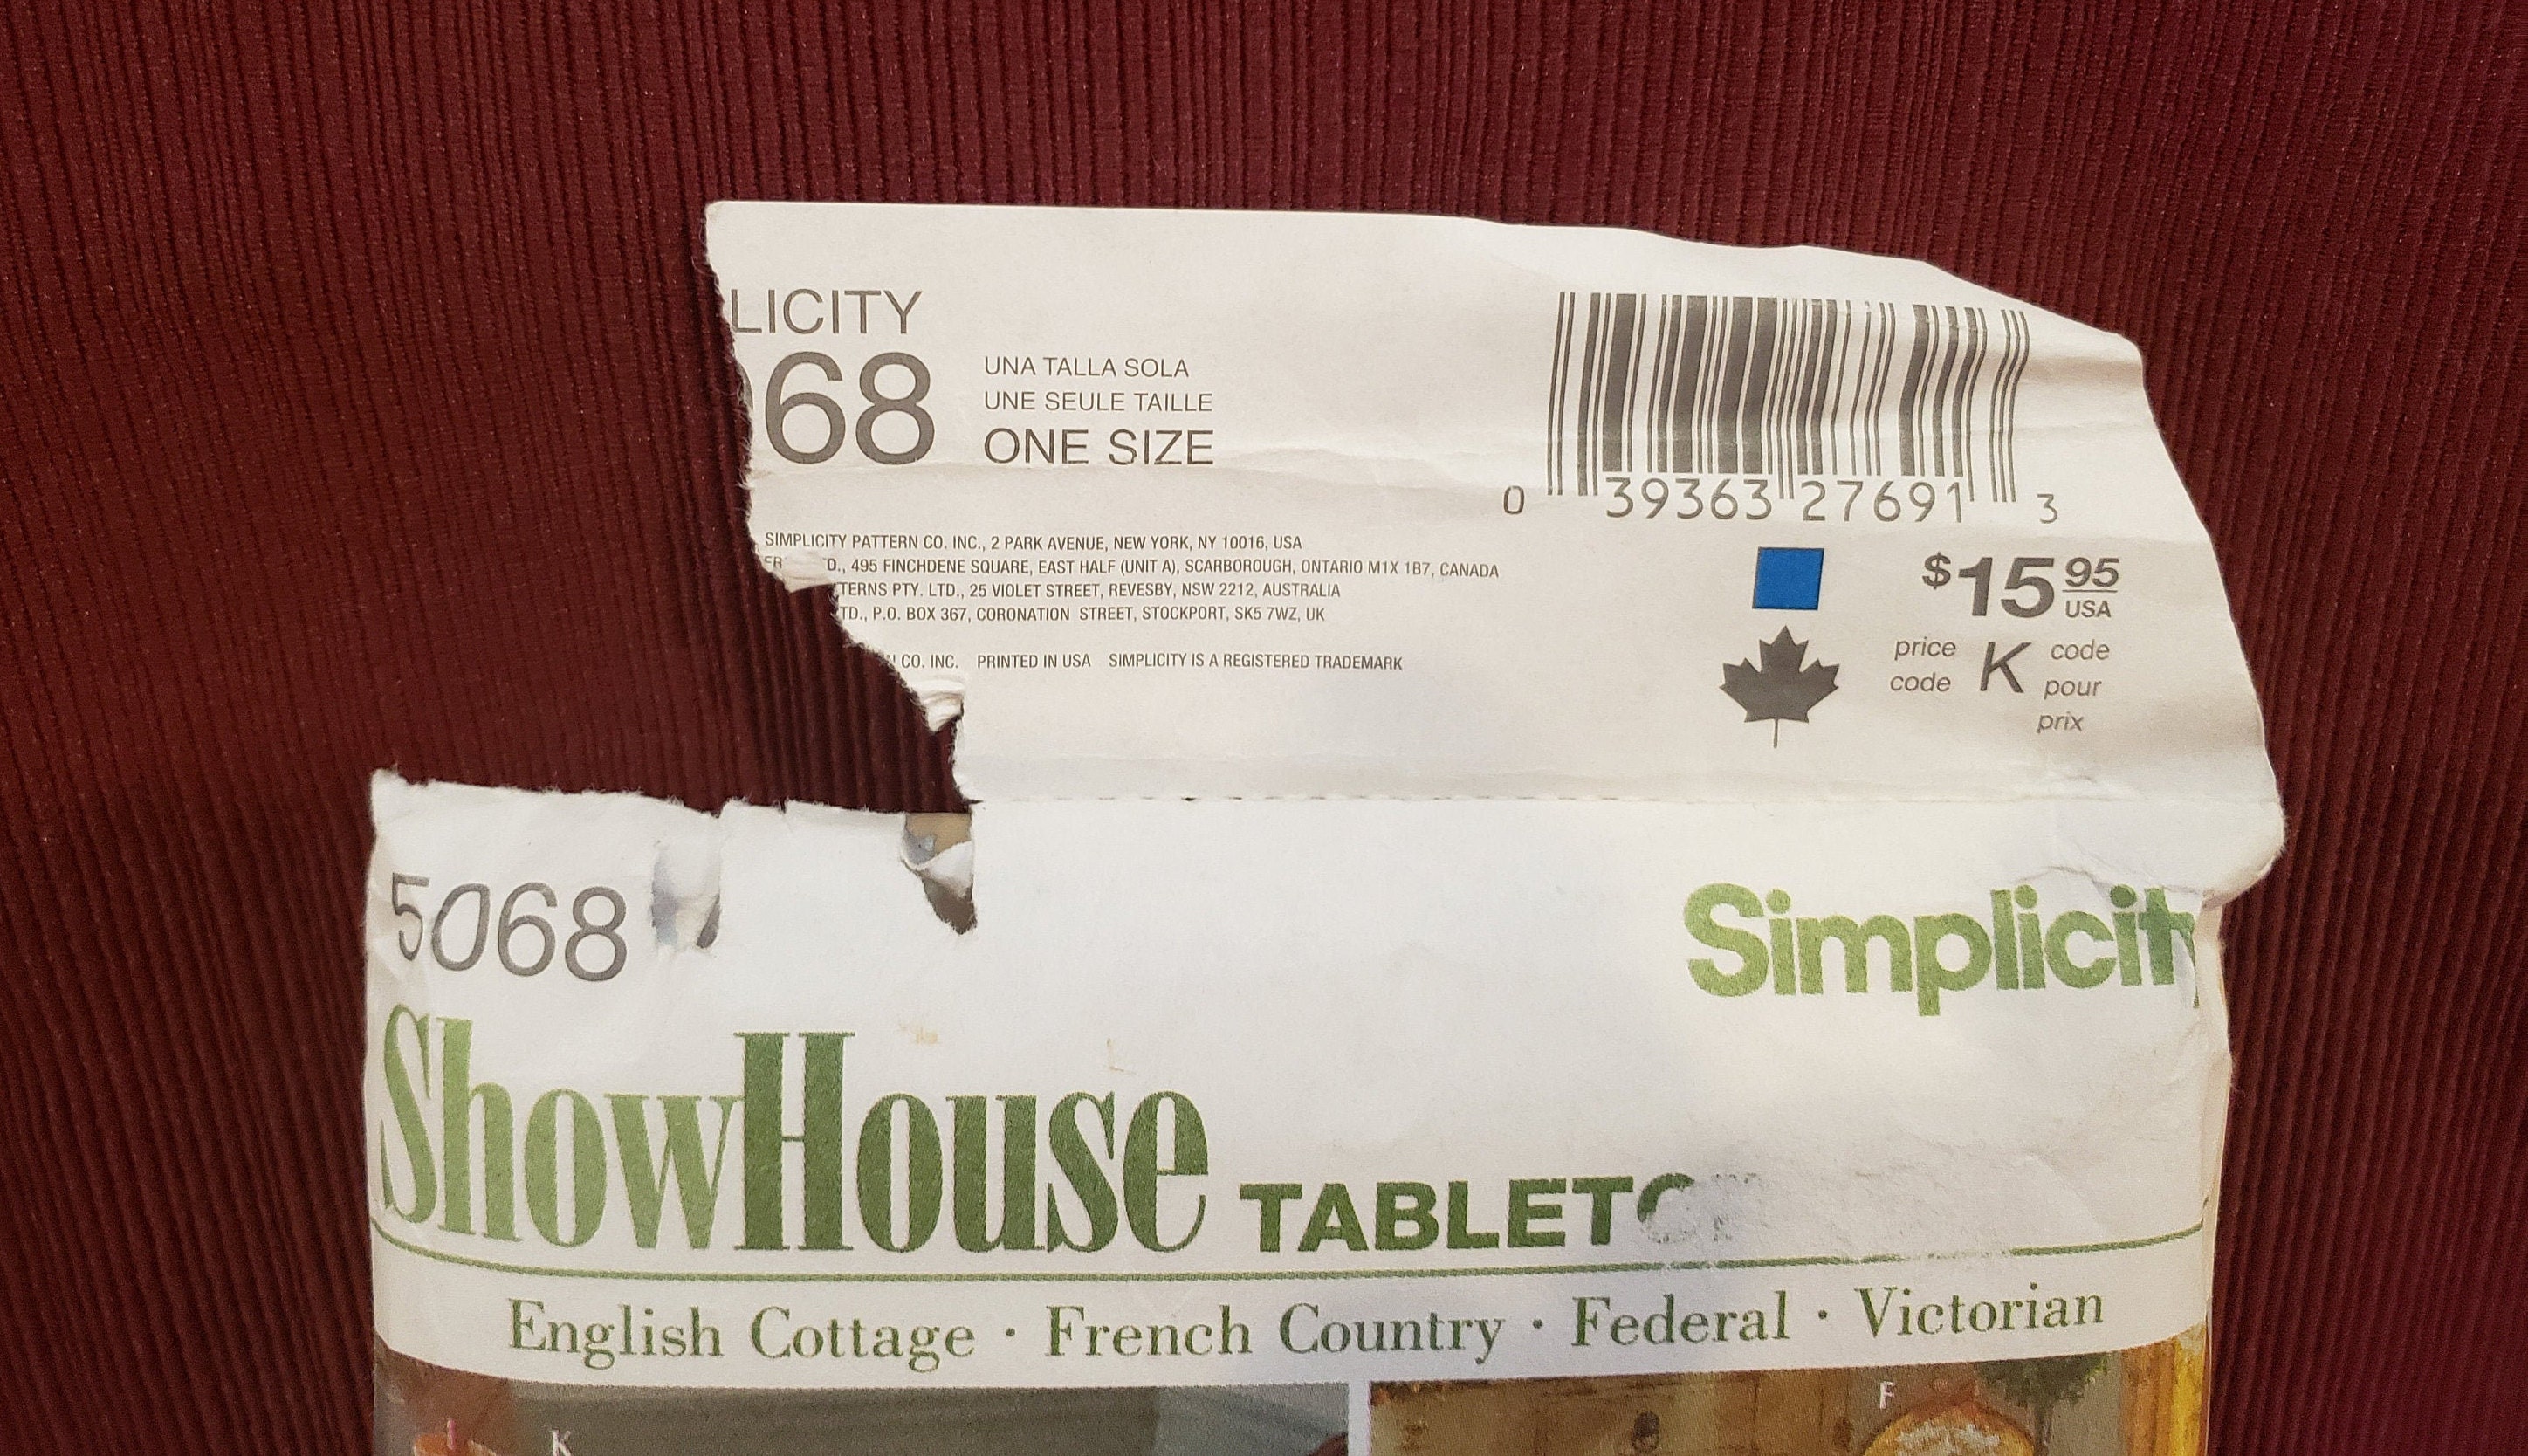 LICITY
68
UNA TALLA SOLA
UNE SEULE TAILLE
ONE SIZE
0 39363 27691 3
SIMPLICITY PATTERN CO. INC., 2 PARK AVENUE, NEW YORK, NY 10016, USA
D., 495 FINCHDENE SQUARE, EAST HALF (UNIT A), SCARBOROUGH, ONTARIO M1X 1B7, CANADA
TERNS PTY. LTD., 25 VIOLET STREET, REVESBY, NSW 2212, AUSTRALIA
TD., P.O. BOX 367, CORONATION STREET, STOCKPORT, SK5 7WZ, UK
CO. INC. PRINTED IN USA SIMPLICITY IS A REGISTERED TRADEMARK
$15 95
USA
price code K code pour prix
5068
Simplicity
ShowHouse TABLETO
English Cottage · French Country · Federal · Victorian
I K
F